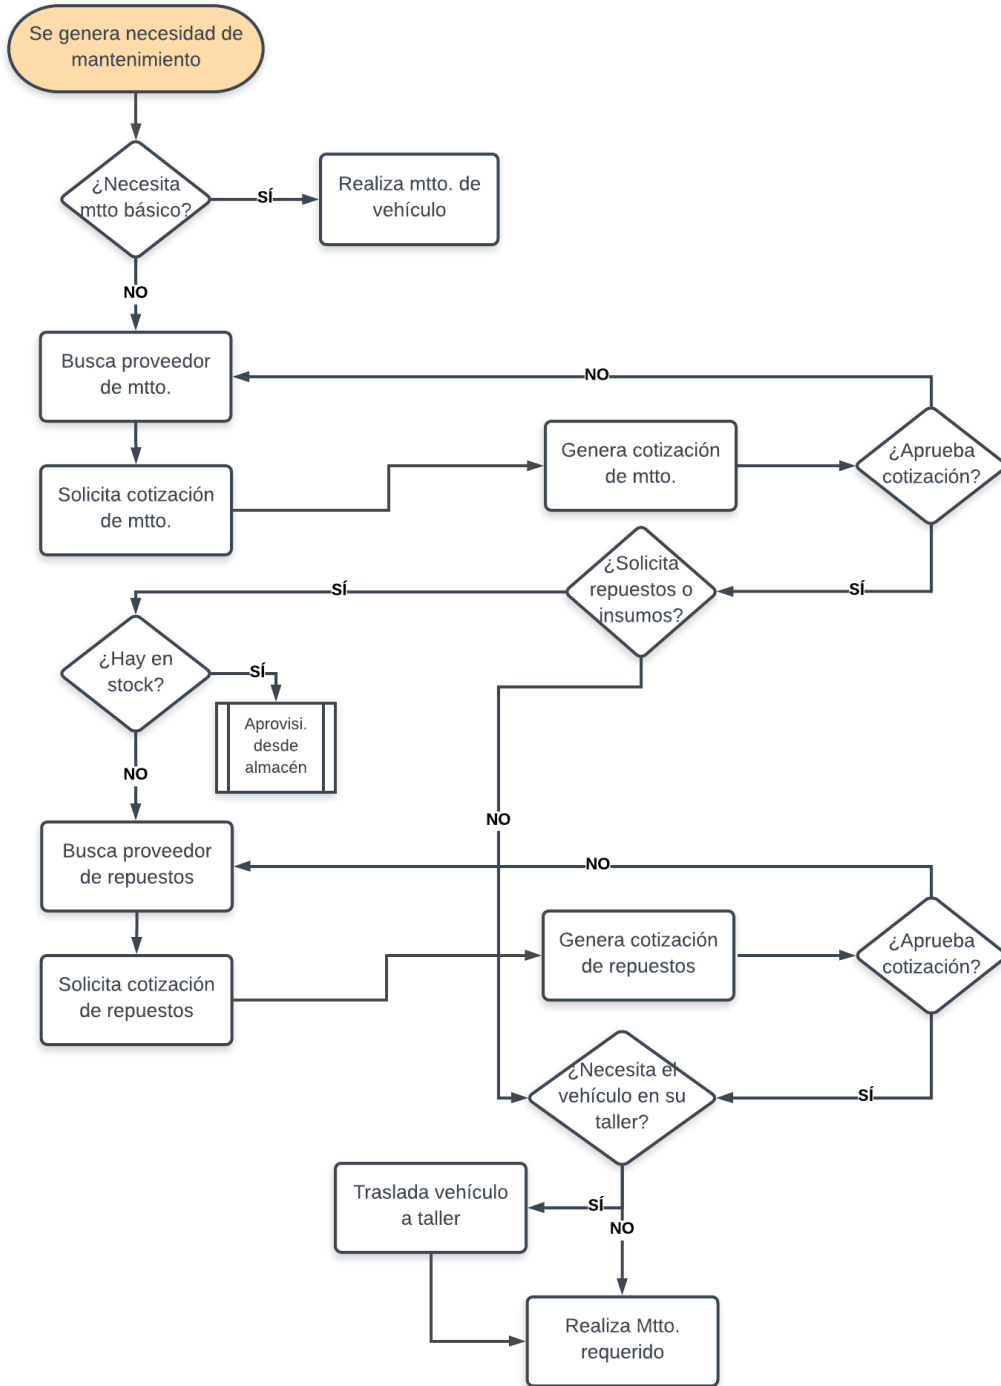 Se genera necesidad de
mantenimiento
¿Necesita
mtto básico?
SÍ
Realiza mtto. de
vehículo
NO
Busca proveedor
de mtto.
NO
Solicita cotización
de mtto.
Genera cotización
de mtto.
¿Aprueba
cotización?
¿Solicita
repuestos o
insumos?
SÍ
SÍ
¿Hay en
stock?
SÍ
Aprovisi.
desde
almacén
NO
NO
Busca proveedor
de repuestos
NO
Solicita cotización
de repuestos
Genera cotización
de repuestos
¿Aprueba
cotización?
¿Necesita el
vehículo en su
taller?
SÍ
Traslada vehículo
a taller
SÍ
NO
Realiza Mtto.
requerido